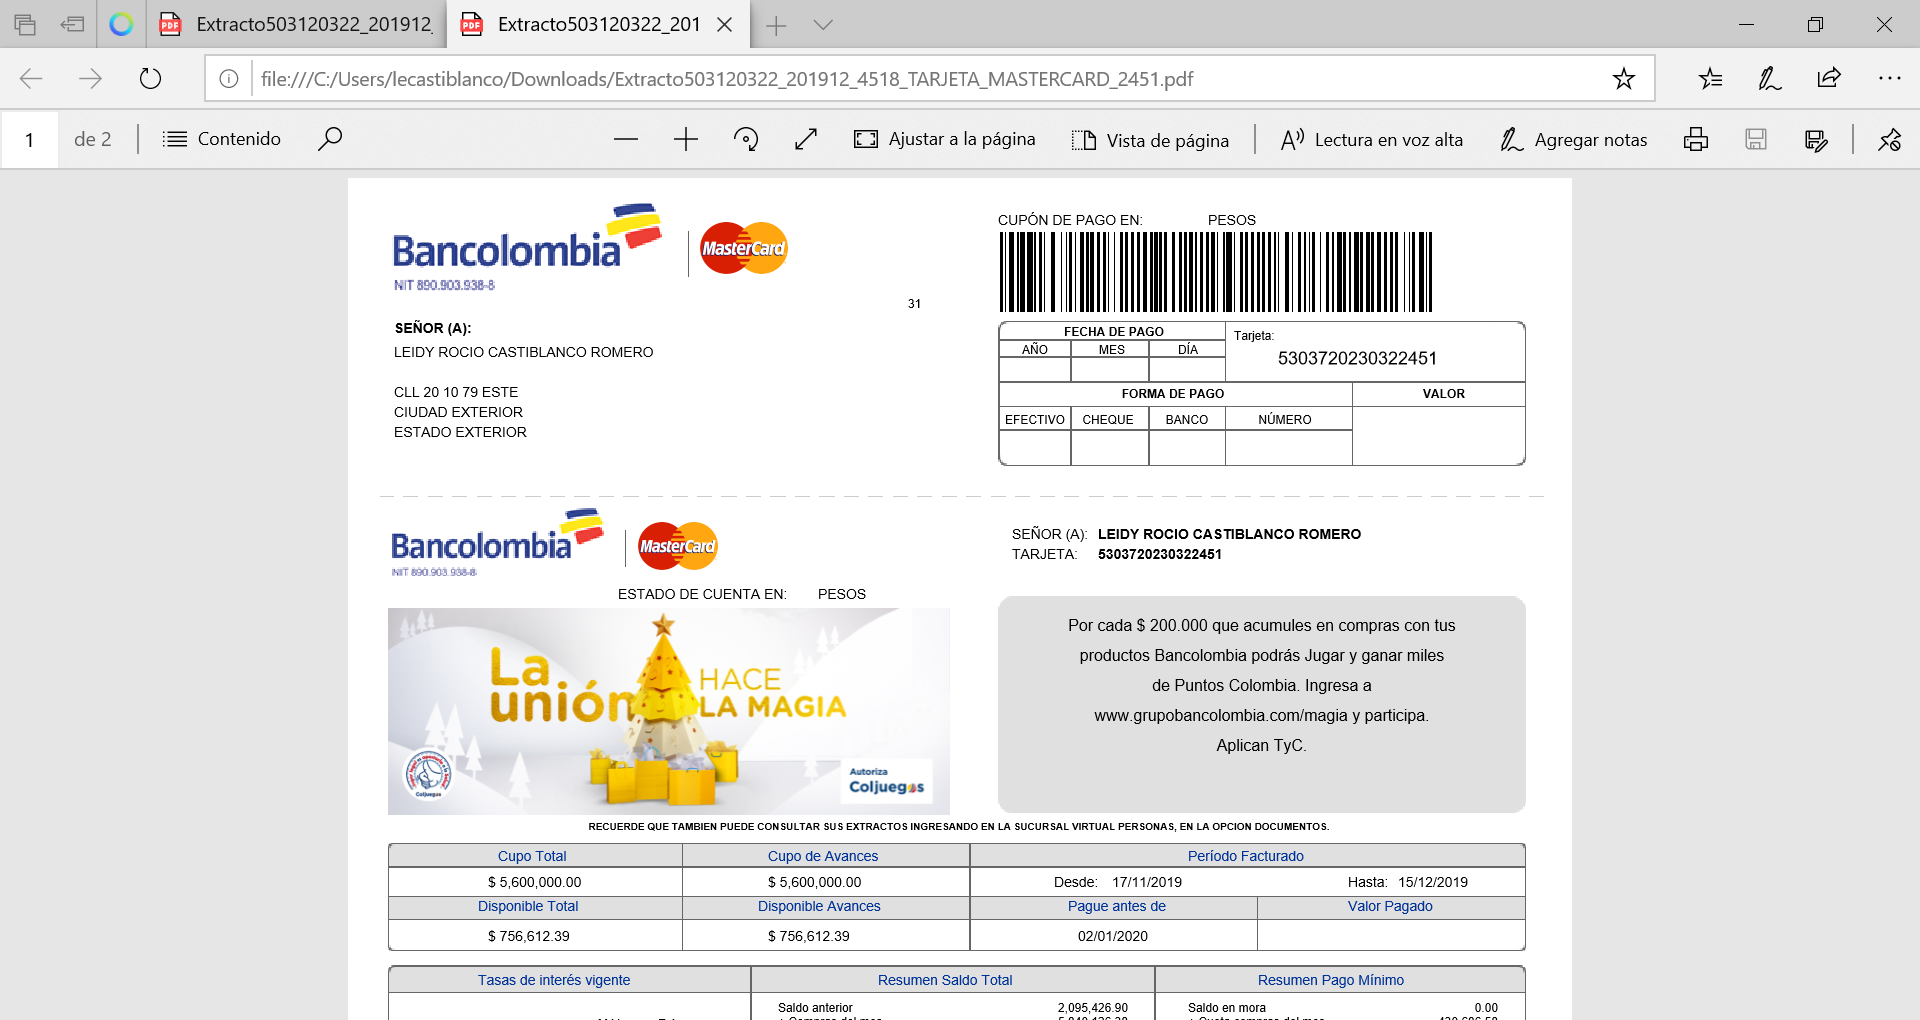 Extracto503120322_201912_
Extracto503120322_201
file:///C:/Users/lecastiblanco/Downloads/Extracto503120322_201912_4518_TARJETA_MASTERCARD_2451.pdf
1 de 2 Contenido Ajustar a la página Vista de página Lectura en voz alta Agregar notas
Bancolombia MasterCard
NIT 890.903.938-8
31
SEÑOR (A):
LEIDY ROCIO CASTIBLANCO ROMERO
CLL 20 10 79 ESTE
CIUDAD EXTERIOR
ESTADO EXTERIOR
CUPÓN DE PAGO EN: PESOS
FECHA DE PAGO Tarjeta:
AÑO MES DÍA 5303720230322451
FORMA DE PAGO VALOR
EFECTIVO CHEQUE BANCO NÚMERO
Bancolombia MasterCard
NIT 890.903.938-8
SEÑOR (A): LEIDY ROCIO CASTIBLANCO ROMERO
TARJETA: 5303720230322451
ESTADO DE CUENTA EN: PESOS
La unión HACE LA MAGIA
Coljuegos
Autoriza
Coljuegos
Por cada $ 200.000 que acumules en compras con tus
productos Bancolombia podrás Jugar y ganar miles
de Puntos Colombia. Ingresa a
www.grupobancolombia.com/magia y participa.
Aplican TyC.
RECUERDE QUE TAMBIEN PUEDE CONSULTAR SUS EXTRACTOS INGRESANDO EN LA SUCURSAL VIRTUAL PERSONAS, EN LA OPCION DOCUMENTOS.
Cupo Total Cupo de Avances Período Facturado
$ 5,600,000.00 $ 5,600,000.00 Desde: 17/11/2019 Hasta: 15/12/2019
Disponible Total Disponible Avances Pague antes de Valor Pagado
$ 756,612.39 $ 756,612.39 02/01/2020
Tasas de interés vigente Resumen Saldo Total Resumen Pago Mínimo
Saldo anterior 2,095,426.90 Saldo en mora 0.00